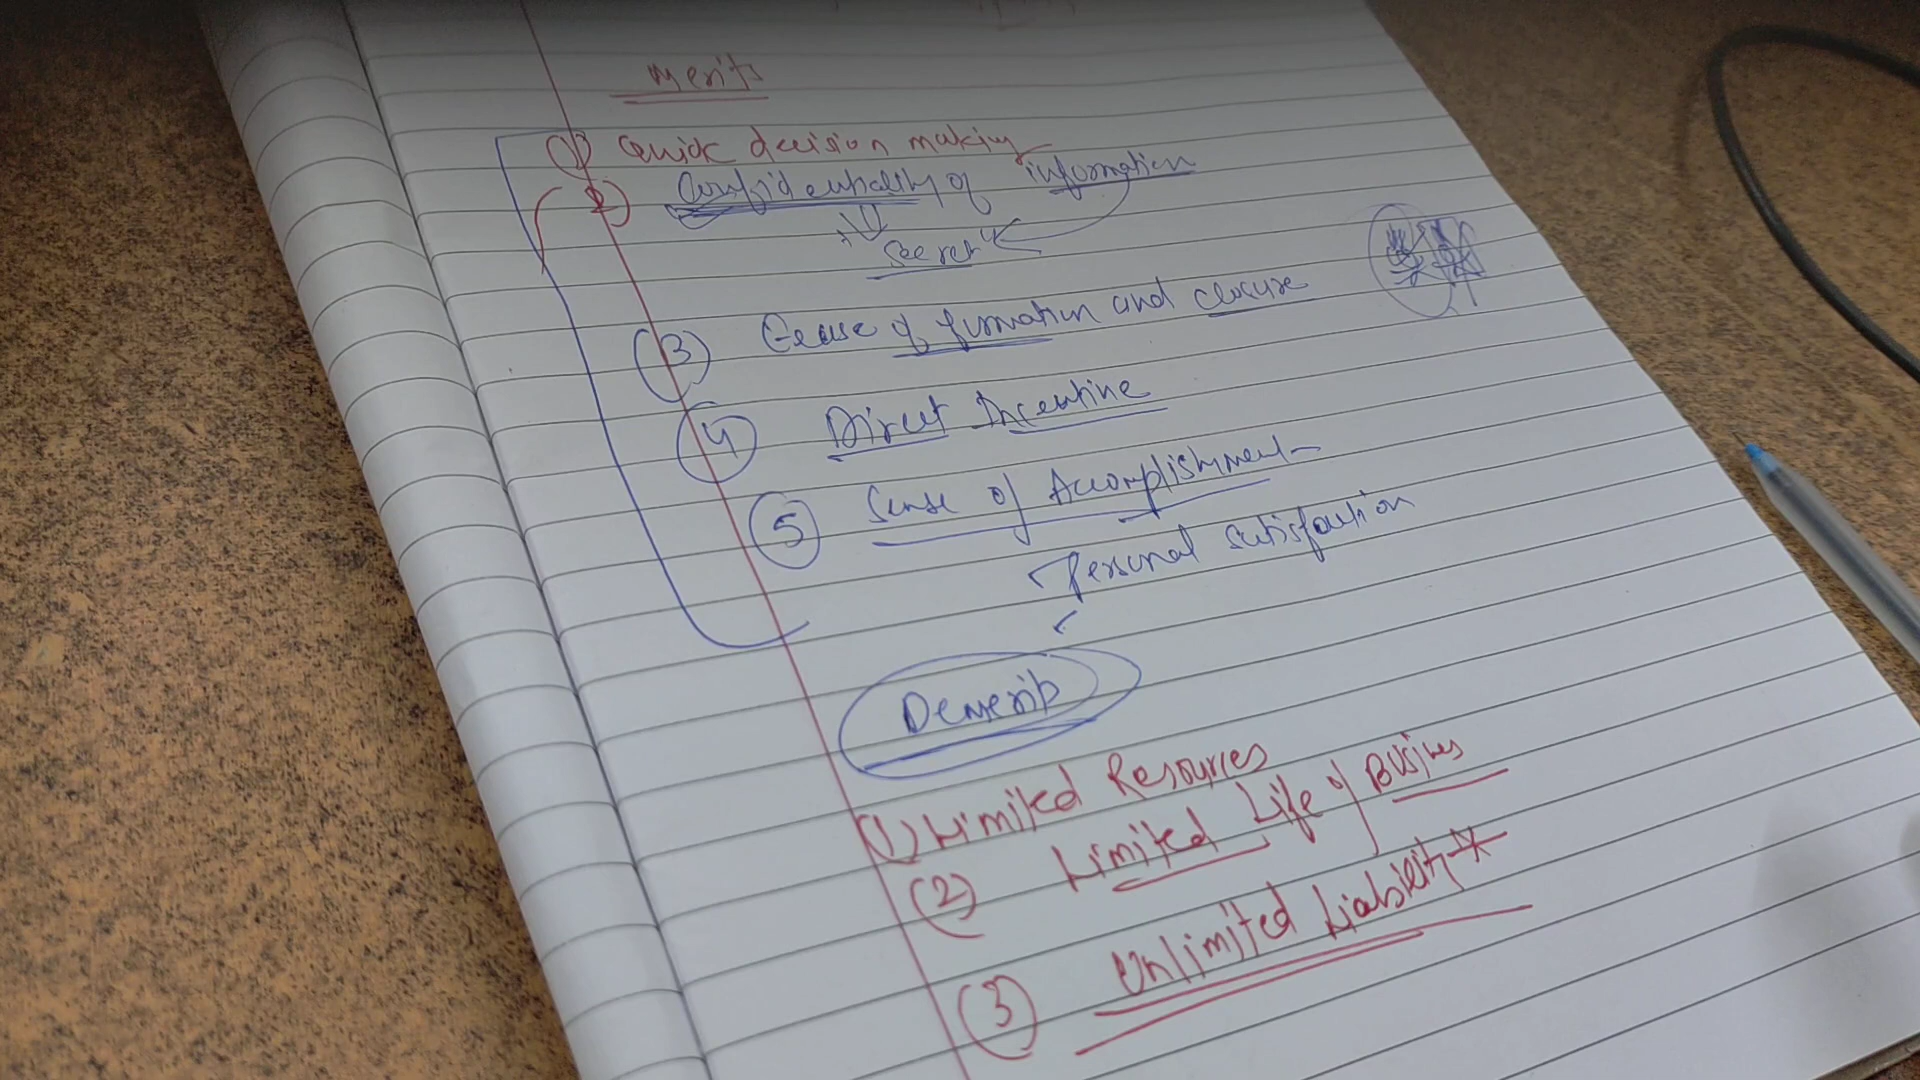 Merits
(1) Quick decision making
(2) Confidentiality of information
Secret
(3) Eease of formation and closure
(4) Direct Incentive
(5) Sense of Accomplishment
Personal satisfaction
Demerits
(1) Limited Resources
(2) Limited Life of Business
(3) Unlimited Liability